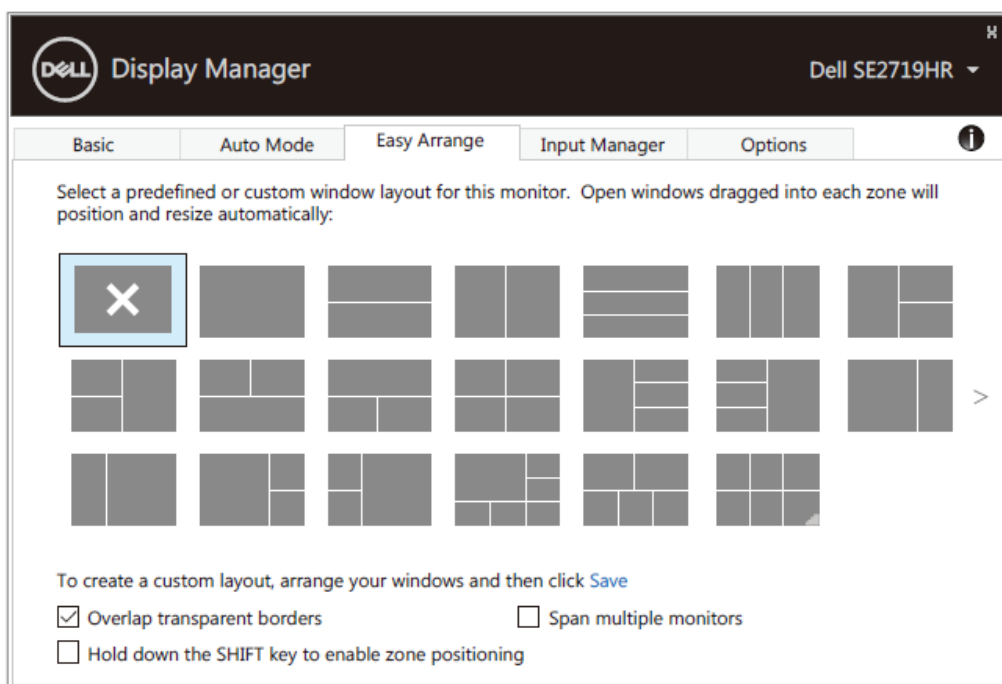 DELL Display Manager
Dell SE2719HR
Basic Auto Mode Easy Arrange Input Manager Options
Select a predefined or custom window layout for this monitor. Open windows dragged into each zone will
position and resize automatically:
>
To create a custom layout, arrange your windows and then click Save
Overlap transparent borders Span multiple monitors
Hold down the SHIFT key to enable zone positioning